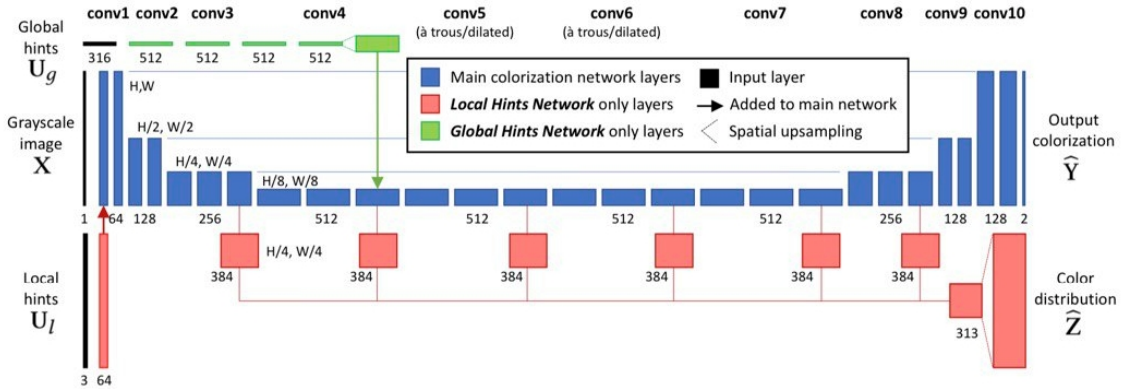 conv1 conv2 conv3 conv4 conv5 conv6 conv7 conv8 conv9 conv10
(à trous/dilated) (à trous/dilated)
Global
hints
U_g
316 512 512 512 512
Main colorization network layers
Local Hints Network only layers
Global Hints Network only layers
Input layer
Added to main network
Spatial upsampling
H,W
H/2, W/2
H/4, W/4
H/8, W/8
Grayscale
image
X
Output
colorization
Ŷ
1 64 128 256 512 512 512 512 256 128 128 2
H/4, W/4
384 384 384 384 384 384
Local
hints
U_l
313
Color
distribution
Ẑ
3 64